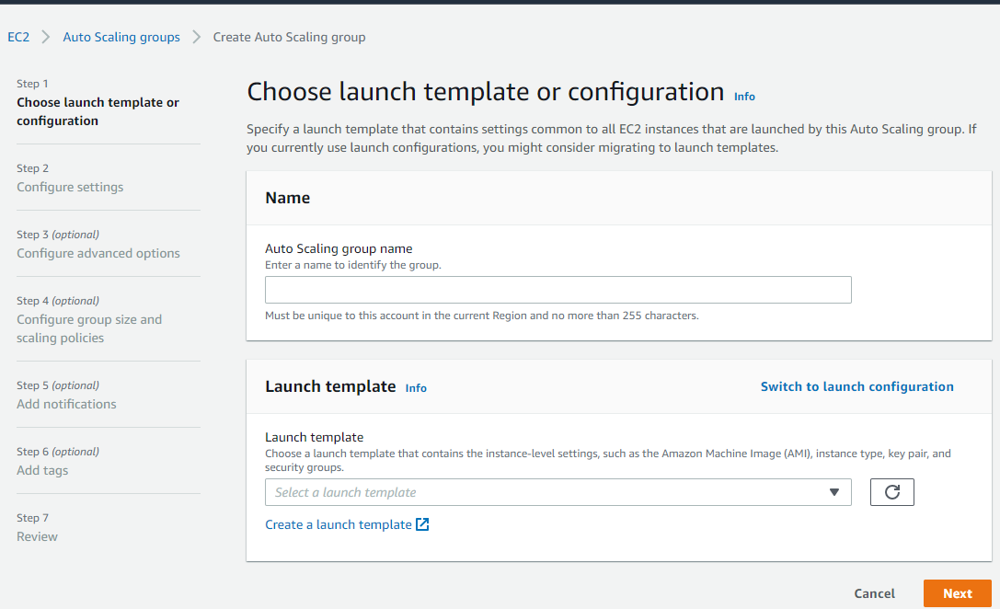 EC2 > Auto Scaling groups > Create Auto Scaling group
Step 1
Choose launch template or
configuration
Step 2
Configure settings
Step 3 (optional)
Configure advanced options
Step 4 (optional)
Configure group size and
scaling policies
Step 5 (optional)
Add notifications
Step 6 (optional)
Add tags
Step 7
Review
Choose launch template or configuration Info
Specify a launch template that contains settings common to all EC2 instances that are launched by this Auto Scaling group. If
you currently use launch configurations, you might consider migrating to launch templates.
Name
Auto Scaling group name
Enter a name to identify the group.
Must be unique to this account in the current Region and no more than 255 characters.
Launch template Info
Switch to launch configuration
Launch template
Choose a launch template that contains the instance-level settings, such as the Amazon Machine Image (AMI), instance type, key pair, and
security groups.
Select a launch template
Create a launch template
Cancel
Next